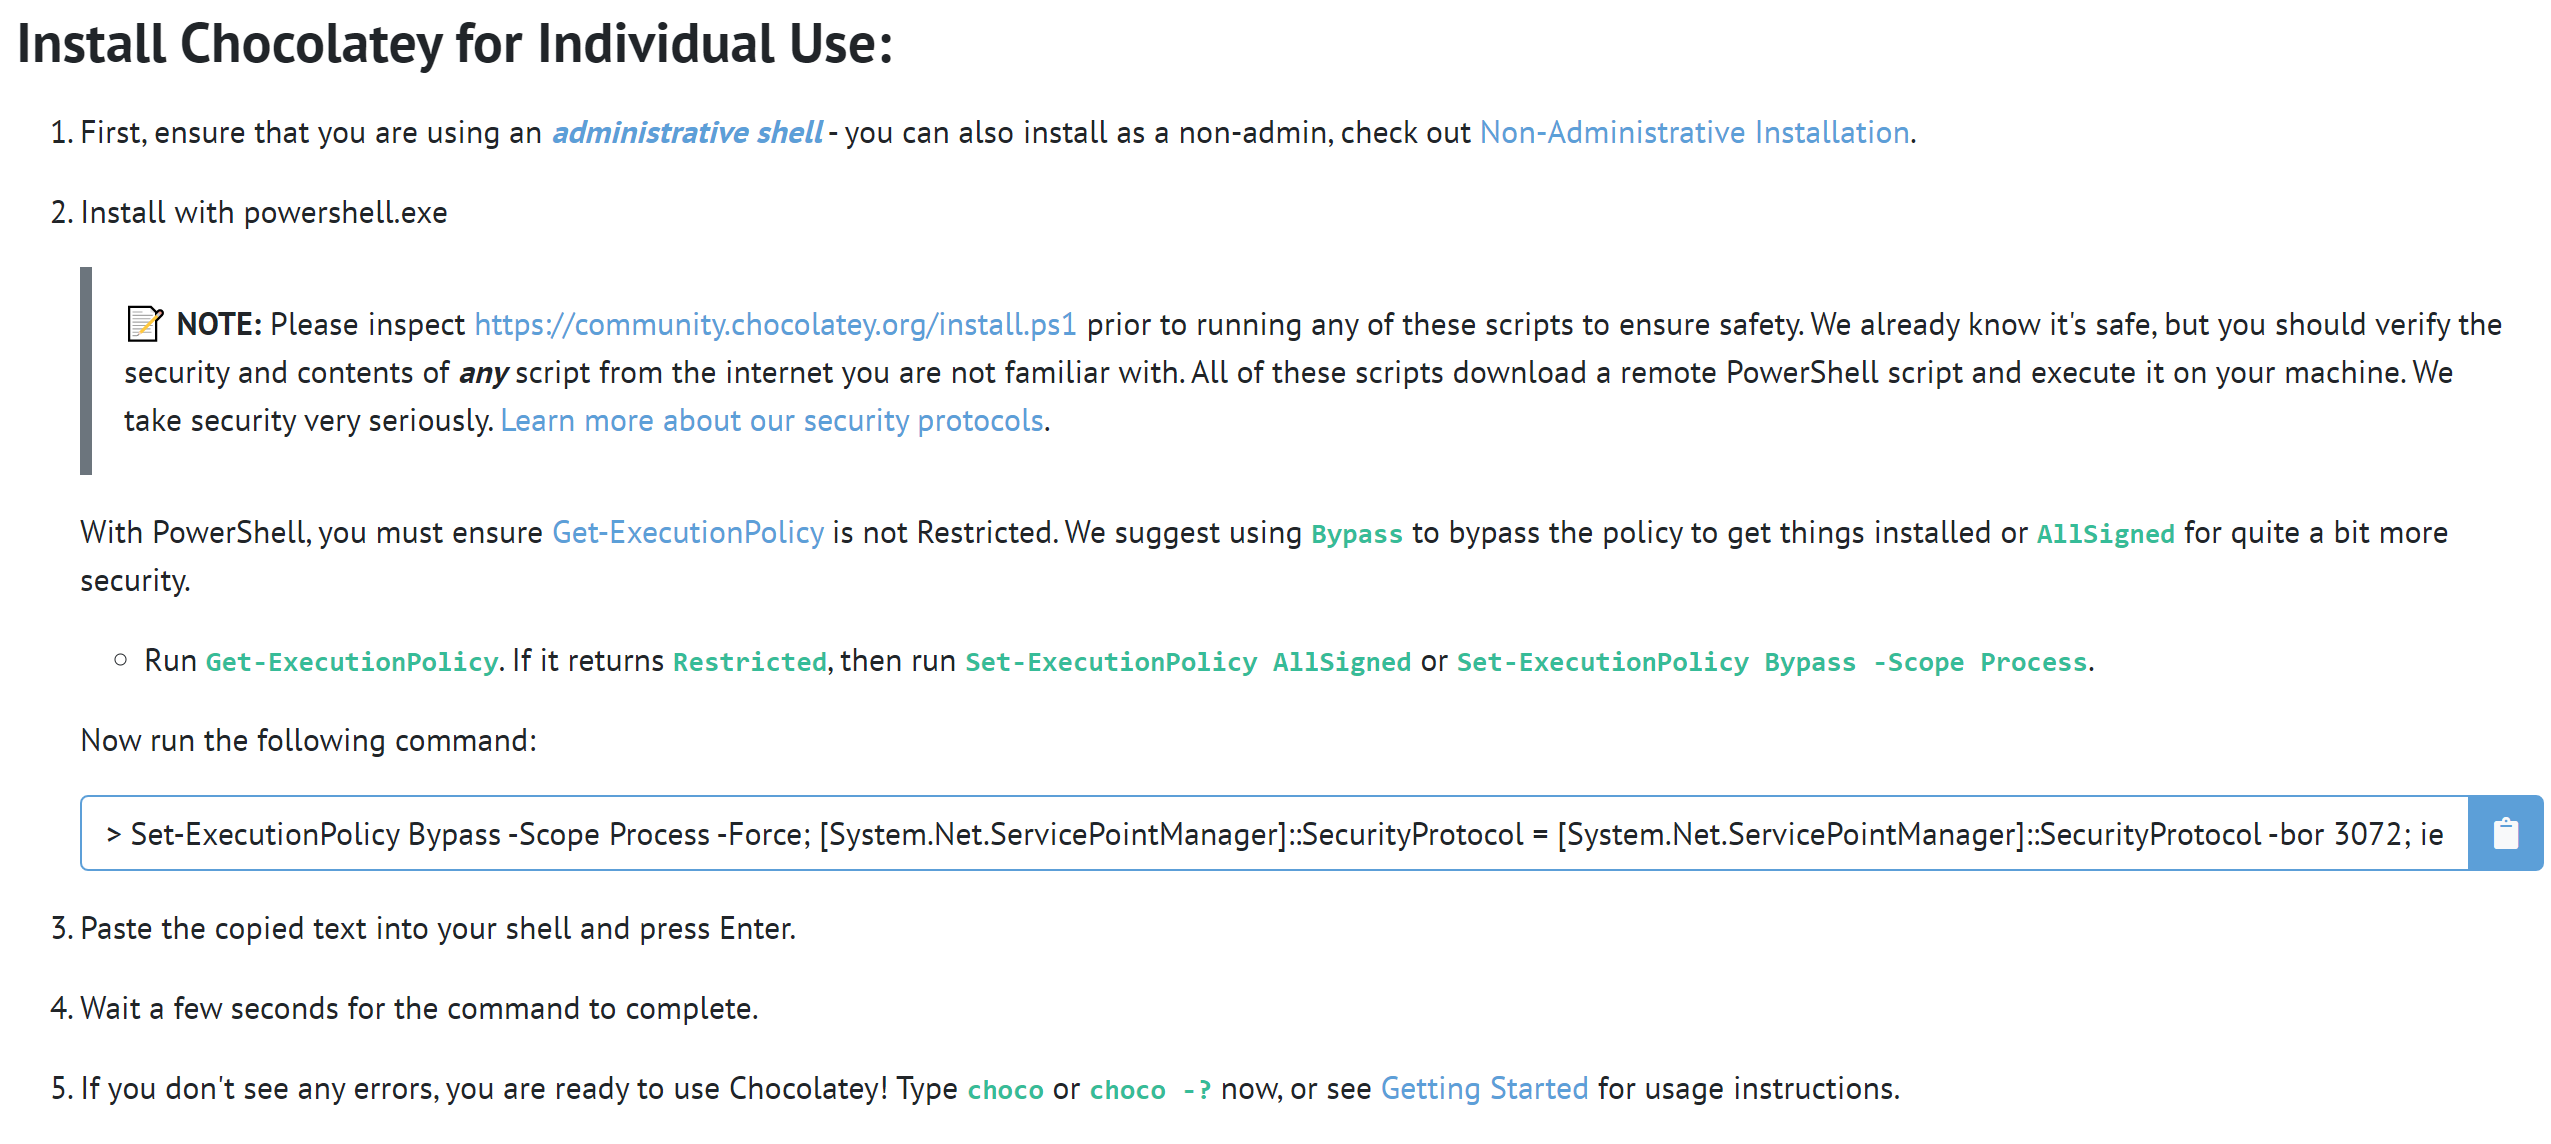 Install Chocolatey for Individual Use:
1. First, ensure that you are using an administrative shell - you can also install as a non-admin, check out Non-Administrative Installation.
2. Install with powershell.exe
NOTE: Please inspect https://community.chocolatey.org/install.ps1 prior to running any of these scripts to ensure safety. We already know it's safe, but you should verify the
security and contents of any script from the internet you are not familiar with. All of these scripts download a remote PowerShell script and execute it on your machine. We
take security very seriously. Learn more about our security protocols.
With PowerShell, you must ensure Get-ExecutionPolicy is not Restricted. We suggest using Bypass to bypass the policy to get things installed or AllSigned for quite a bit more
security.
Run Get-ExecutionPolicy. If it returns Restricted, then run Set-ExecutionPolicy AllSigned or Set-ExecutionPolicy Bypass -Scope Process.
Now run the following command:
> Set-ExecutionPolicy Bypass -Scope Process -Force; [System.Net.ServicePointManager]::SecurityProtocol = [System.Net.ServicePointManager]::SecurityProtocol -bor 3072; ie
3. Paste the copied text into your shell and press Enter.
4. Wait a few seconds for the command to complete.
5. If you don't see any errors, you are ready to use Chocolatey! Type choco or choco -? now, or see Getting Started for usage instructions.